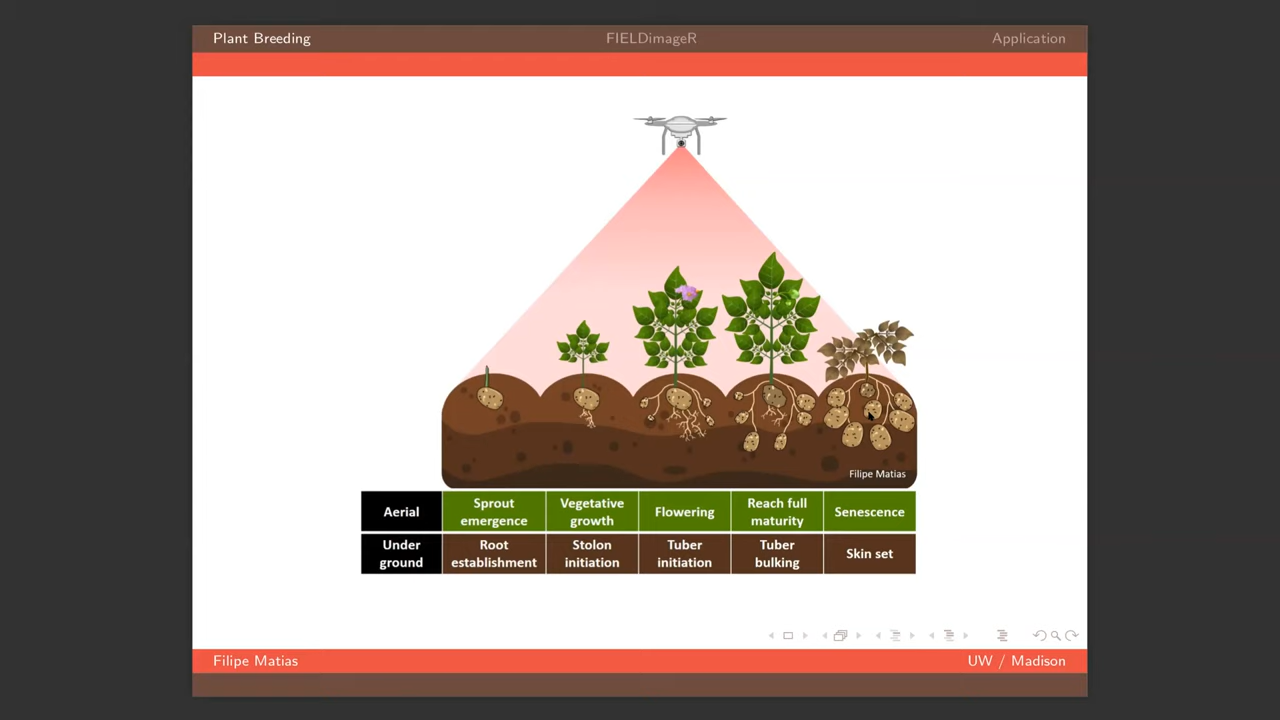 Plant Breeding FIELDimageR Application
Filipe Matias
Aerial Sprout emergence Vegetative growth Flowering Reach full maturity Senescence
Under ground Root establishment Stolon initiation Tuber initiation Tuber bulking Skin set
Filipe Matias UW / Madison